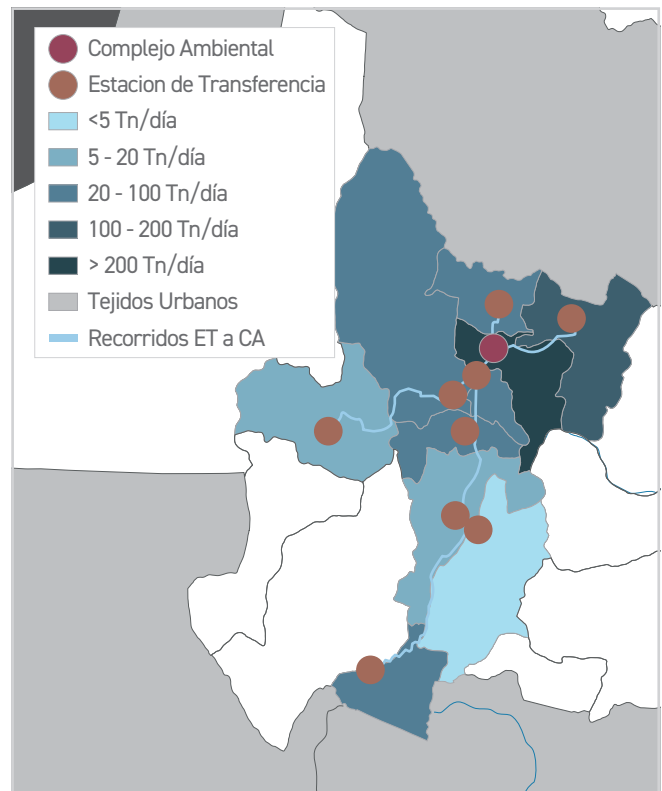 Complejo Ambiental
Estacion de Transferencia
<5 Tn/día
5 - 20 Tn/día
20 - 100 Tn/día
100 - 200 Tn/día
> 200 Tn/día
Tejidos Urbanos
Recorridos ET a CA